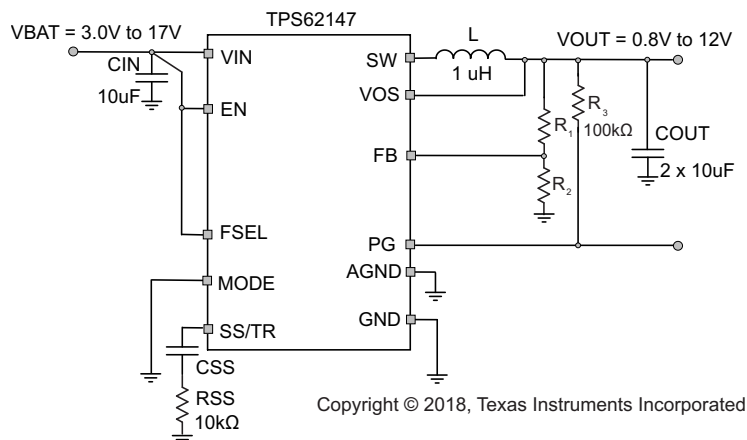 TPS62147
VBAT = 3.0V to 17V
CIN
10uF
VIN
EN
FSEL
MODE
SS/TR
CSS
RSS
10kΩ
SW
VOS
FB
PG
AGND
GND
L
1 uH
VOUT = 0.8V to 12V
R1
R2
R3
100kΩ
COUT
2 x 10uF
Copyright © 2018, Texas Instruments Incorporated